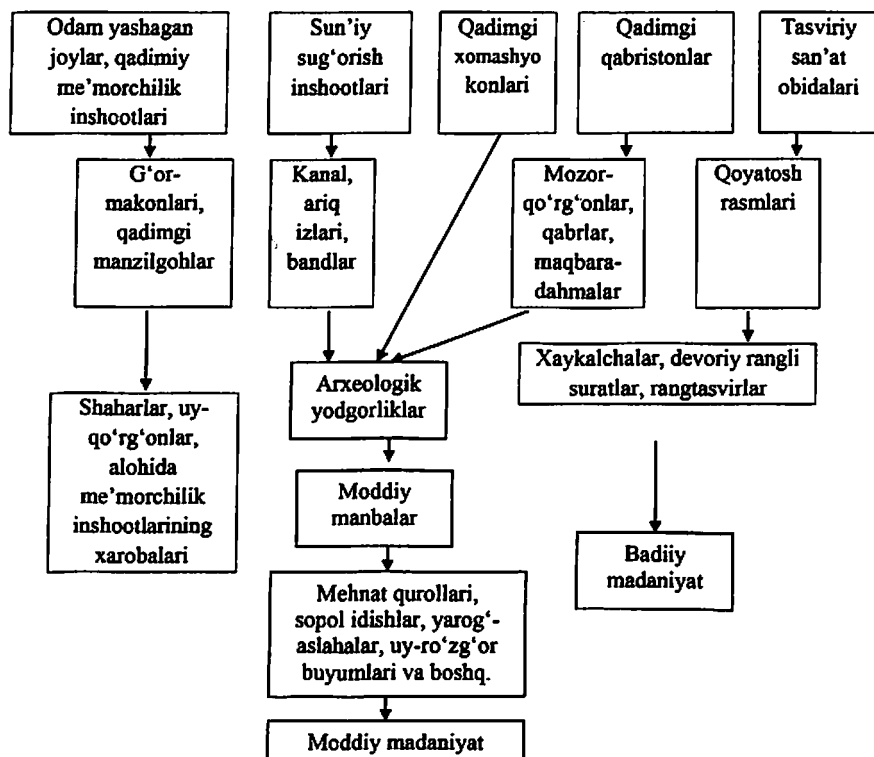 Odam yashagan
joylar, qadimiy
me’morchilik
inshootlari
Sun’iy
sug‘orish
inshootlari
Qadimgi
xomashyo
konlari
Qadimgi
qabristonlar
Tasviriy
san’at
obidalari
G‘or-
makonlari,
qadimgi
manzilgohlar
Kanal,
ariq
izlari,
bandlar
Mozor-
qo‘rg‘onlar,
qabrlar,
maqbara-
dahmalar
Qoyatosh
rasmlari
Shaharlar, uy-
qo‘rg‘onlar,
alohida
me’morchilik
inshootlarining
xarobalari
Arxeologik
yodgorliklar
Xaykalchalar, devoriy rangli
suratlar, rangtasvirlar
Moddiy
manbalar
Badiiy
madaniyat
Mehnat qurollari,
sopol idishlar, yarog‘-
aslahalar, uy-ro‘zg‘or
buyumlari va boshq.
Moddiy madaniyat